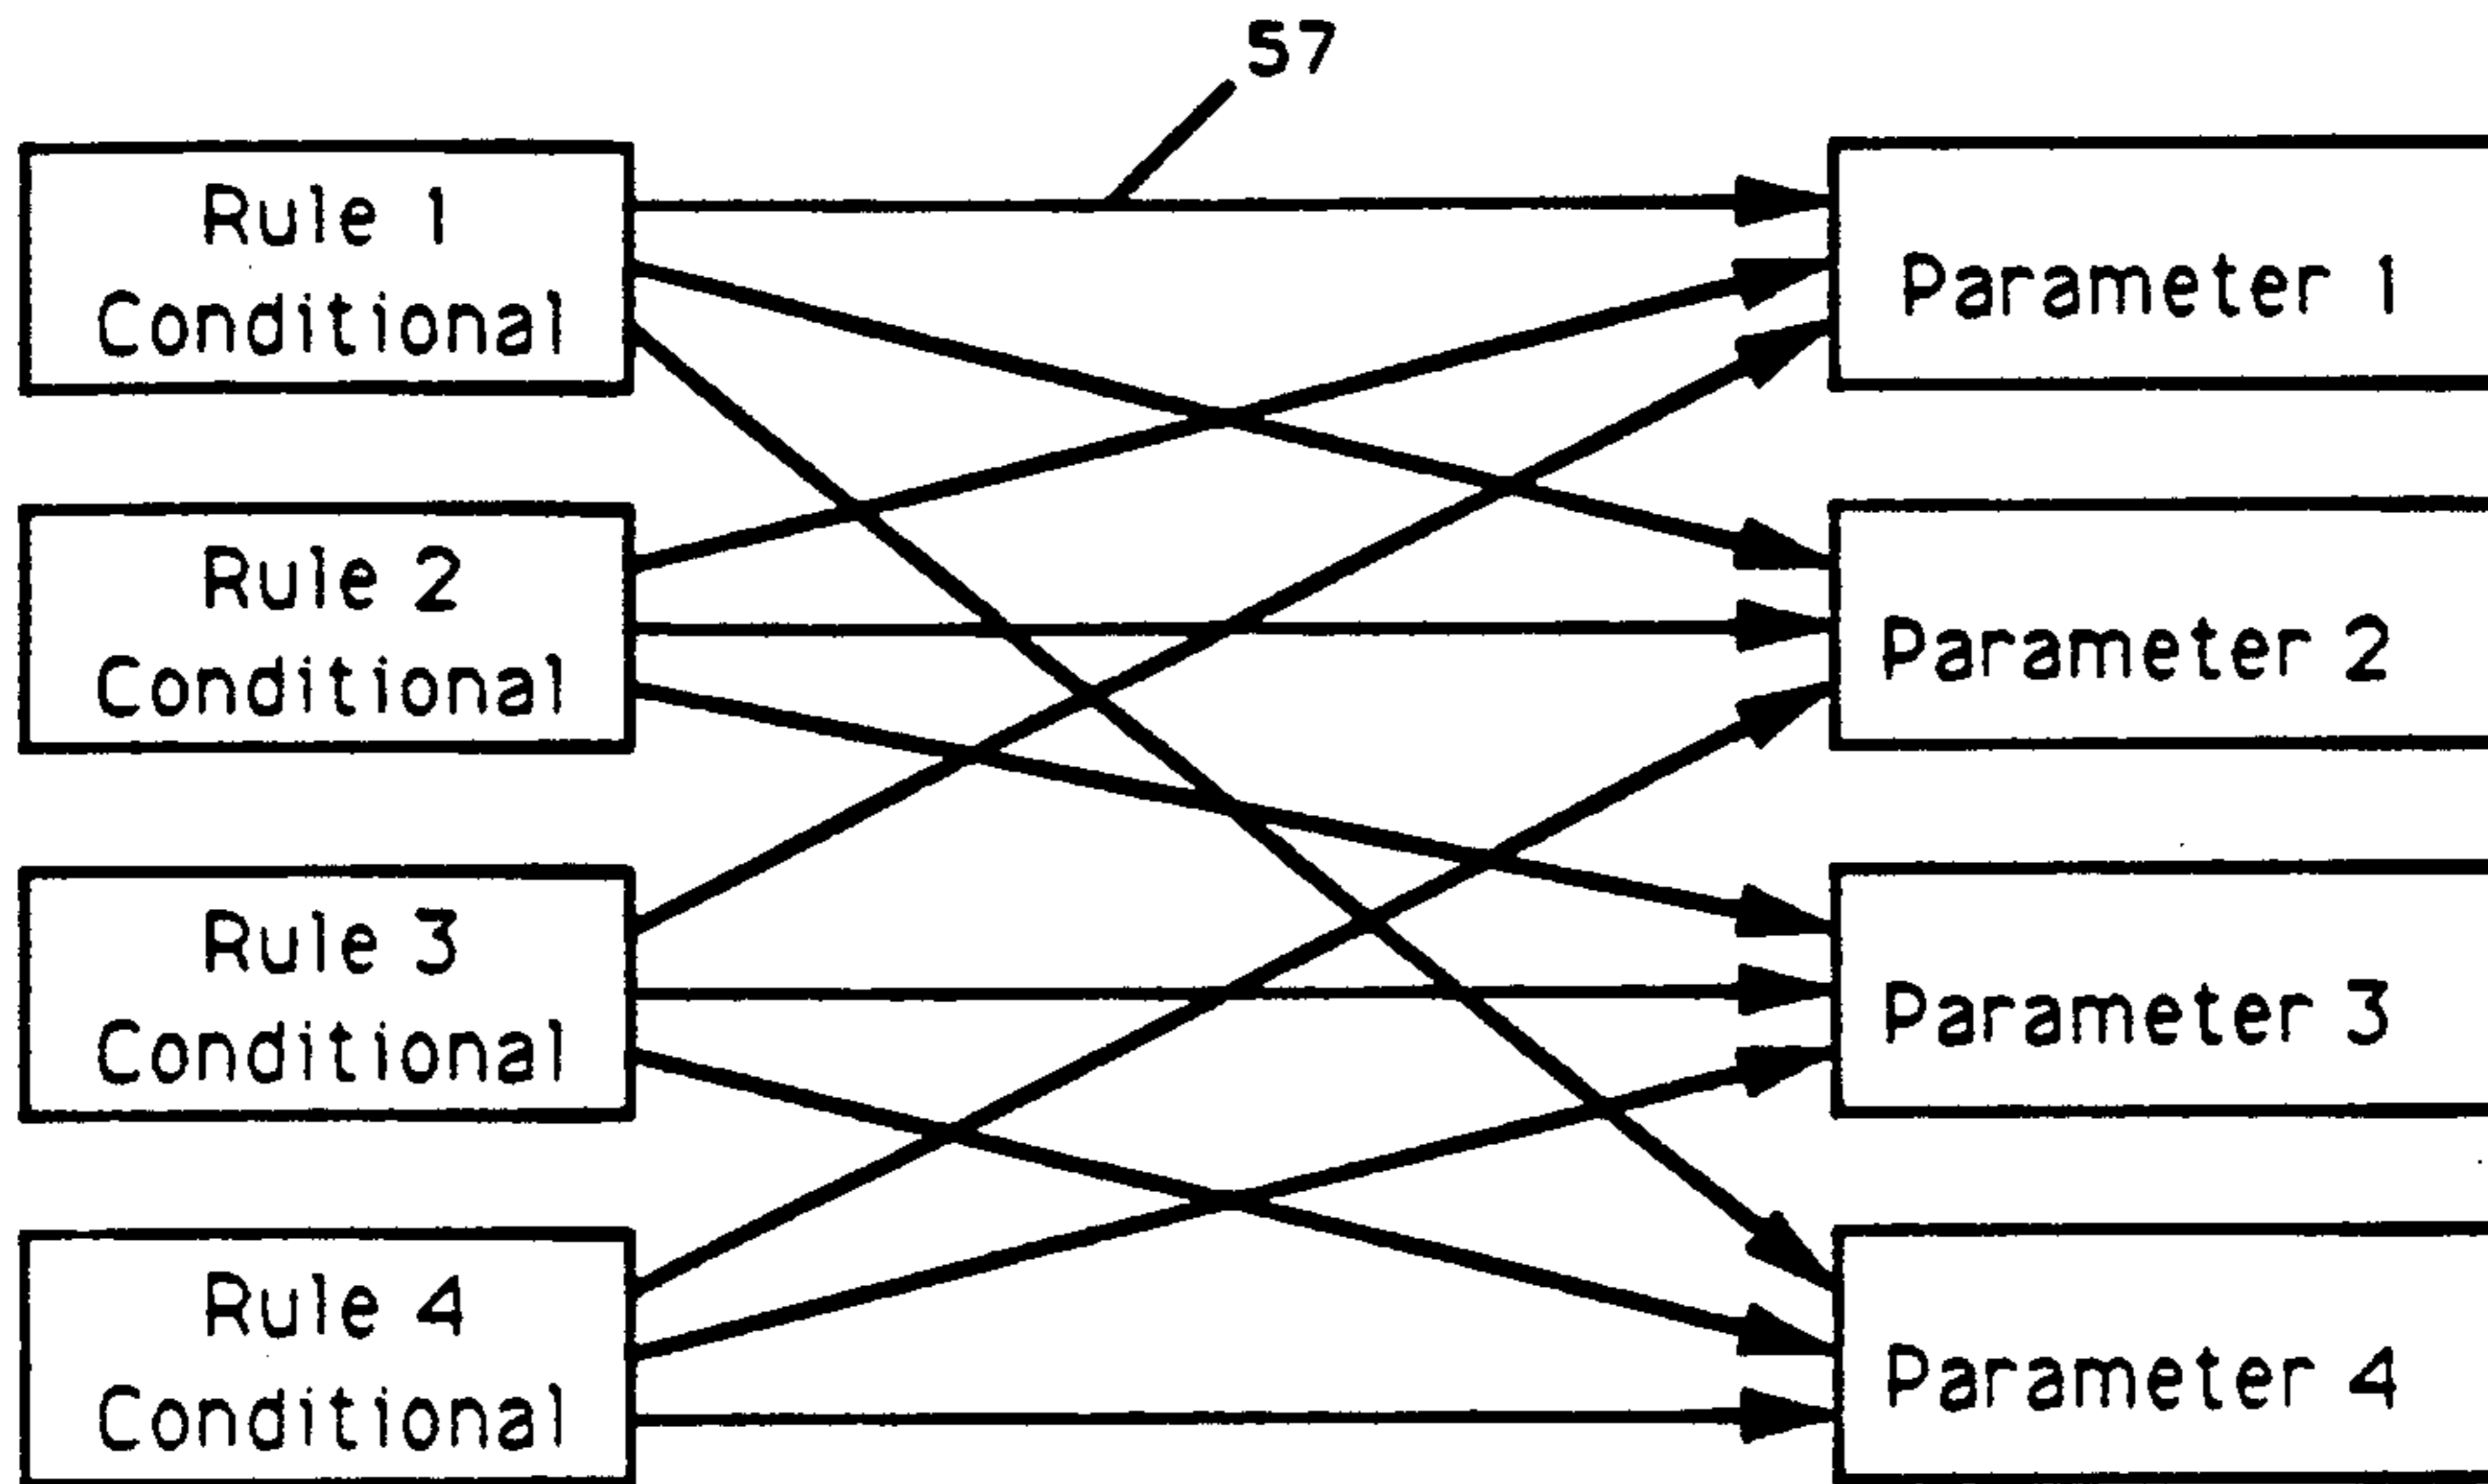 57
Rule 1
Conditional
Parameter 1
Rule 2
Conditional
Parameter 2
Rule 3
Conditional
Parameter 3
Rule 4
Conditional
Parameter 4